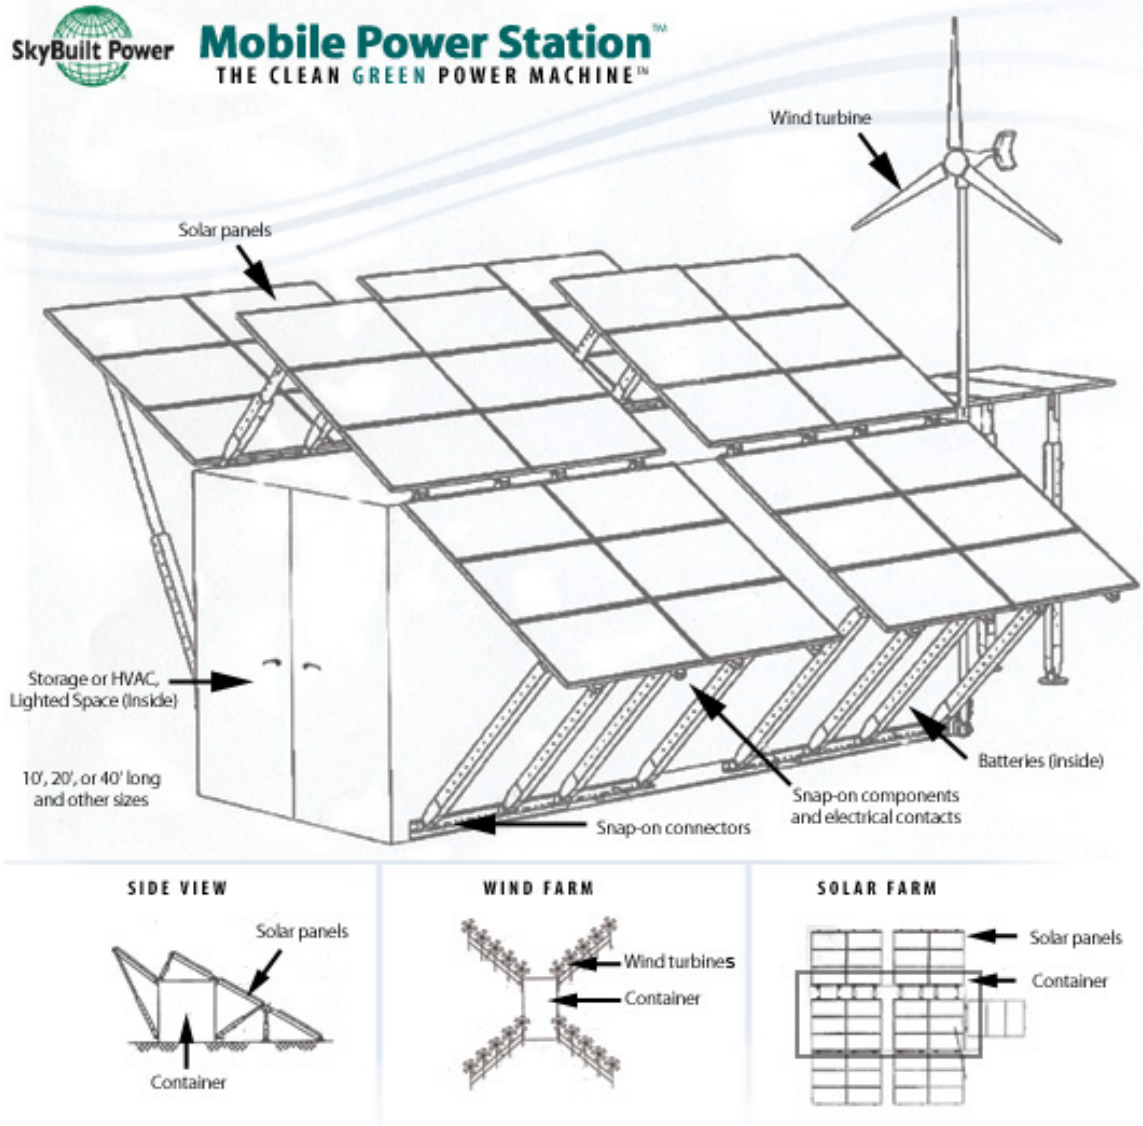 SkyBuilt Power
Mobile Power Station™
THE CLEAN GREEN POWER MACHINE™
Wind turbine
Solar panels
Storage or HVAC,
Lighted Space (Inside)
10', 20', or 40' long
and other sizes
Batteries (inside)
Snap-on components
and electrical contacts
Snap-on connectors
SIDE VIEW
Solar panels
Container
WIND FARM
Wind turbines
Container
SOLAR FARM
Solar panels
Container